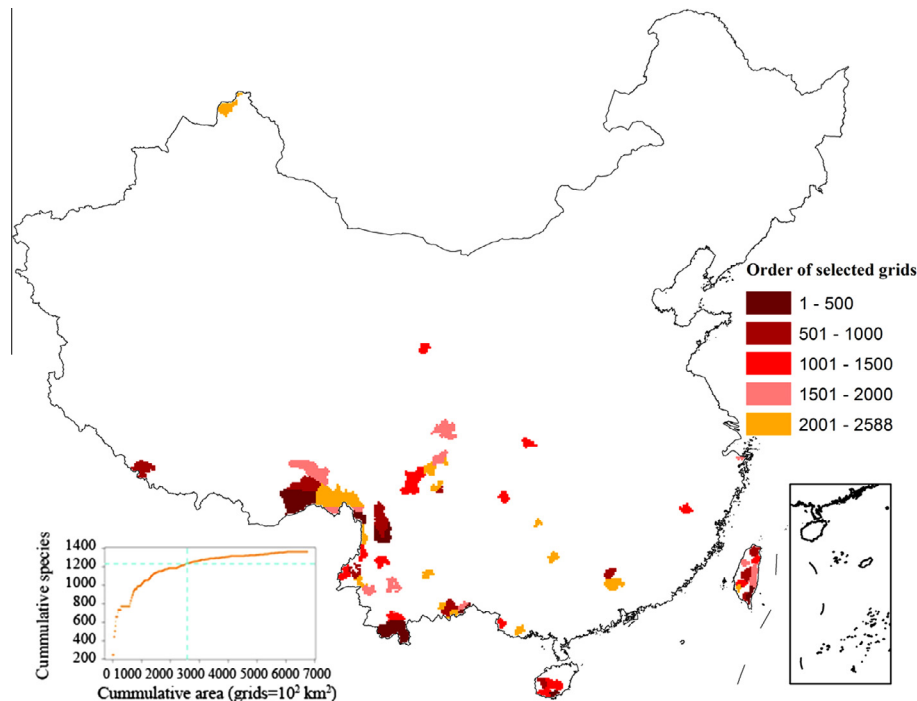 Order of selected grids
1 - 500
501 - 1000
1001 - 1500
1501 - 2000
2001 - 2588
Cummulative species
1400
1200
1000
800
600
400
200
0 1000 2000 3000 4000 5000 6000 7000
Cummulative area (grids=10² km²)